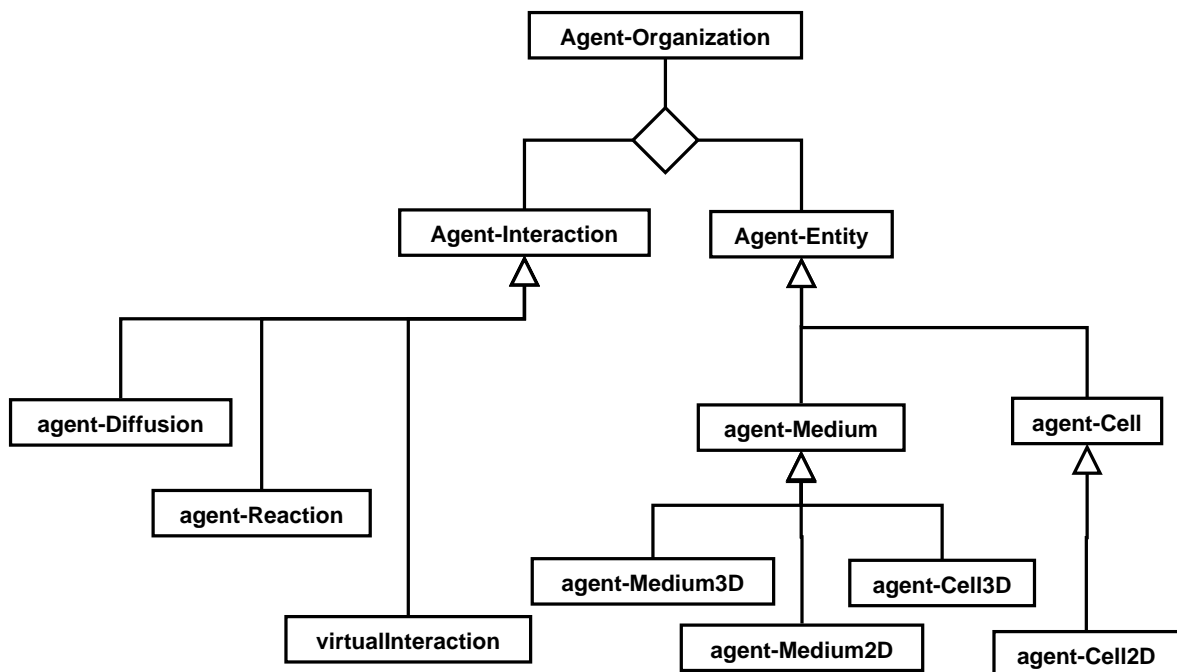 Agent-Organization
Agent-Interaction
Agent-Entity
agent-Diffusion
agent-Medium
agent-Cell
agent-Reaction
agent-Medium3D
agent-Cell3D
virtualInteraction
agent-Medium2D
agent-Cell2D